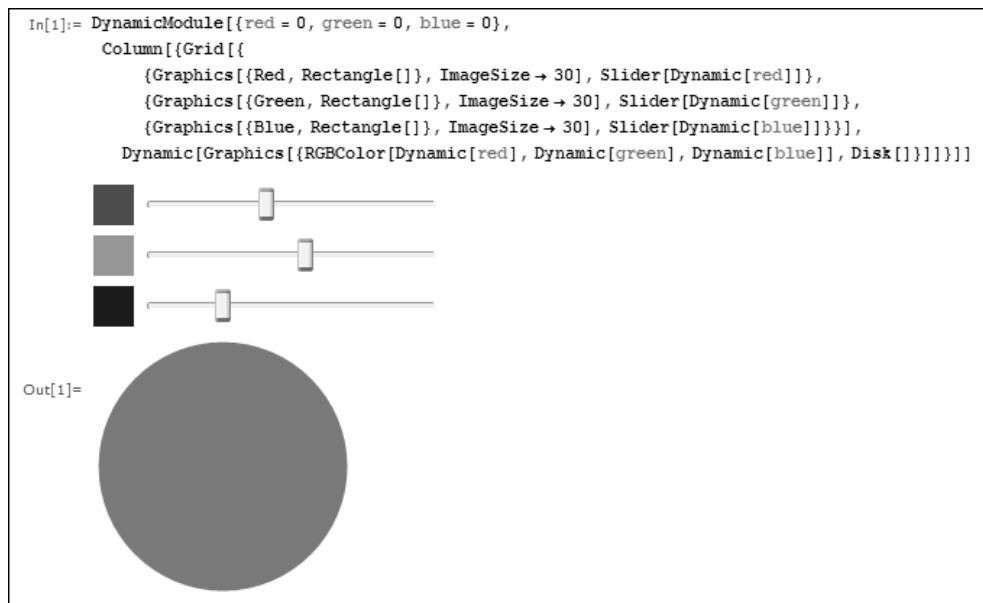 In[1]:= DynamicModule[{red = 0, green = 0, blue = 0},
Column[{Grid[{
{Graphics[{Red, Rectangle[]}, ImageSize → 30], Slider[Dynamic[red]]},
{Graphics[{Green, Rectangle[]}, ImageSize → 30], Slider[Dynamic[green]]},
{Graphics[{Blue, Rectangle[]}, ImageSize → 30], Slider[Dynamic[blue]]}}],
Dynamic[Graphics[{RGBColor[Dynamic[red], Dynamic[green], Dynamic[blue]], Disk[]}]]}]]
Out[1]=